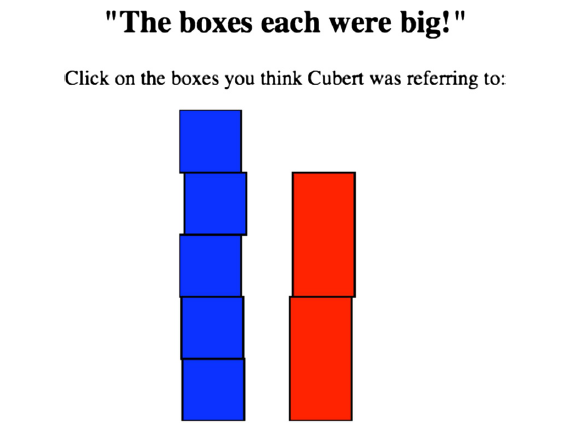 "The boxes each were big!"
Click on the boxes you think Cubert was referring to: